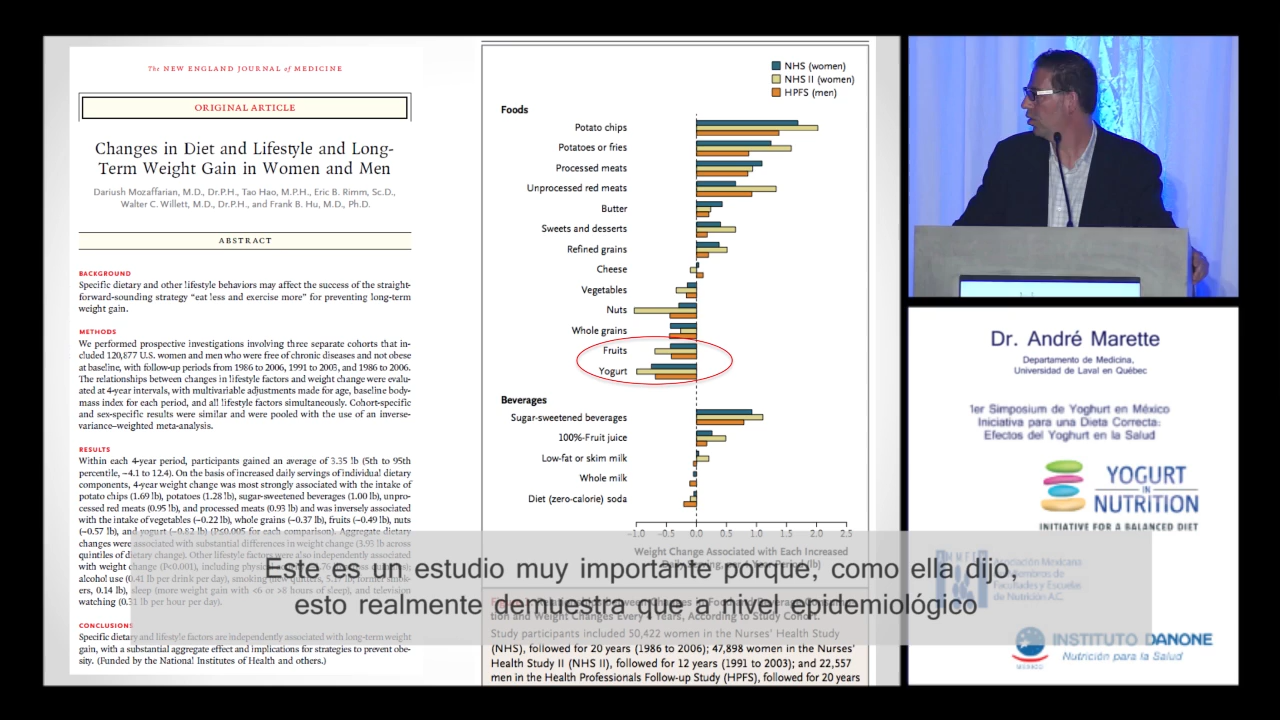 The NEW ENGLAND JOURNAL of MEDICINE
ORIGINAL ARTICLE
Changes in Diet and Lifestyle and Long-
Term Weight Gain in Women and Men
Dariush Mozaffarian, M.D., Dr.P.H., Tao Hao, M.P.H., Eric B. Rimm, Sc.D.,
Walter C. Willett, M.D., Dr.P.H., and Frank B. Hu, M.D., Ph.D.
ABSTRACT
BACKGROUND
Specific dietary and other lifestyle behaviors may affect the success of the straight-
forward-sounding strategy “eat less and exercise more” for preventing long-term
weight gain.
METHODS
We performed prospective investigations involving three separate cohorts that in-
cluded 120,877 U.S. women and men who were free of chronic diseases and not obese
at baseline, with follow-up periods from 1986 to 2006, 1991 to 2003, and 1986 to 2006.
The relationships between changes in lifestyle factors and weight change were evalu-
ated at 4-year intervals, with multivariable adjustments made for age, baseline body-
mass index for each period, and all lifestyle factors simultaneously. Cohort-specific
and sex-specific results were similar and were pooled with the use of an inverse-
variance–weighted meta-analysis.
RESULTS
Within each 4-year period, participants gained an average of 3.35 lb (5th to 95th
percentile, −4.1 to 12.4). On the basis of increased daily servings of individual dietary
components, 4-year weight change was most strongly associated with the intake of
potato chips (1.69 lb), potatoes (1.28 lb), sugar-sweetened beverages (1.00 lb), unpro-
cessed red meats (0.95 lb), and processed meats (0.93 lb) and was inversely associated
with the intake of vegetables (−0.22 lb), whole grains (−0.37 lb), fruits (−0.49 lb), nuts
(−0.57 lb), and yogurt (−0.82 lb) (P≤0.005 for each comparison). Aggregate dietary
changes were associated with substantial differences in weight change (3.93 lb across
quintiles of dietary change). Other lifestyle factors were also independently associated
with weight change (P<0.001), including physical
alcohol use (0.41 lb per drink per day), smoking
ers, 0.14 lb), sleep (more weight gain with <6 or >8 hours of sleep), and television
watching (0.31 lb per hour per day).
CONCLUSIONS
Specific dietary and lifestyle factors are independently associated with long-term weight
gain, with a substantial aggregate effect and implications for strategies to prevent obe-
sity. (Funded by the National Institutes of Health and others.)
NHS (women)
NHS II (women)
HPFS (men)
Foods
Potato chips
Potatoes or fries
Processed meats
Unprocessed red meats
Butter
Sweets and desserts
Refined grains
Cheese
Vegetables
Nuts
Whole grains
Fruits
Yogurt
Beverages
Sugar-sweetened beverages
100%-Fruit juice
Low-fat or skim milk
Whole milk
Diet (zero-calorie) soda
−1.0 −0.5 0.0 0.5 1.0 1.5 2.0 2.5
Weight Change Associated with Each Increased
tion and Weight Changes Every 4 Years, According to Study Cohort.
Study participants included 50,422 women in the Nurses' Health Study
(NHS), followed for 20 years (1986 to 2006); 47,898 women in the Nurses'
Health Study II (NHS II), followed for 12 years (1991 to 2003); and 22,557
men in the Health Professionals Follow-up Study (HPFS), followed for 20 years
Este es un estudio muy importante porque, como ella dijo,
esto realmente demuestra que a nivel epidemiológico
Dr. André Marette
Departamento de Medicina,
Universidad de Laval en Québec
1er Simposium de Yoghurt en México
Iniciativa para una Dieta Correcta:
Efectos del Yoghurt en la Salud
YOGURT
IN
NUTRITION
INITIATIVE FOR A BALANCED DIET
Asociación Mexicana
de Miembros de
Facultades y Escuelas
de Nutrición A.C.
INSTITUTO DANONE
MEXICO
Nutrición para la Salud